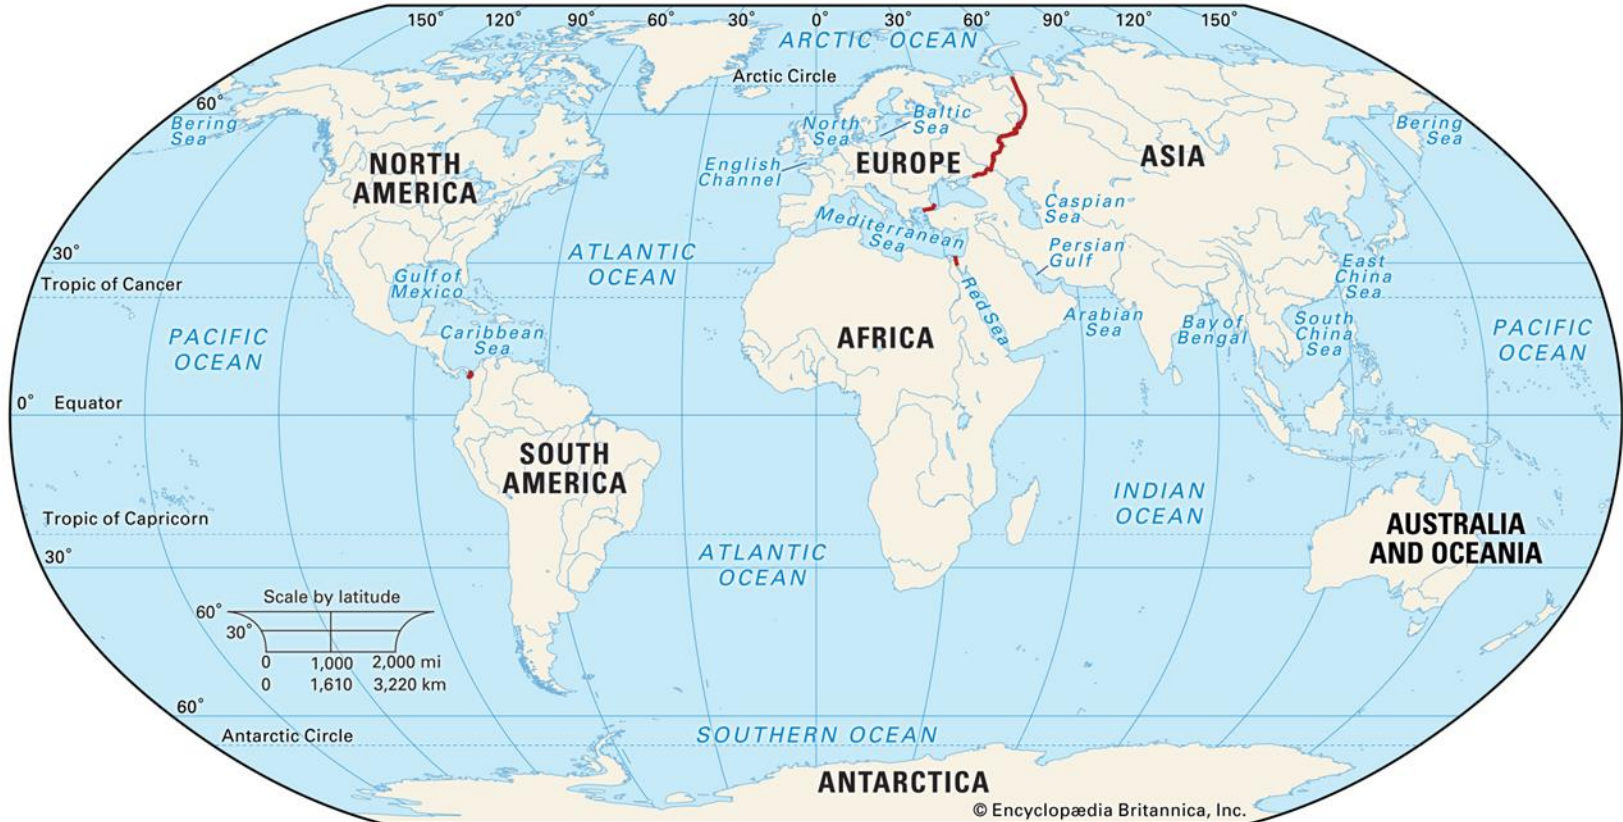 150° 120° 90° 60° 30° 0° 30° 60° 90° 120° 150°
ARCTIC OCEAN
Arctic Circle
60°
Bering
Sea
North
Sea
Baltic
Sea
Bering
Sea
NORTH
AMERICA
English
Channel
EUROPE
ASIA
Caspian
Sea
Mediterranean
Sea
30°
ATLANTIC
OCEAN
Persian
Gulf
East
China
Sea
Tropic of Cancer
Gulf of
Mexico
Red Sea
PACIFIC
OCEAN
Caribbean
Sea
AFRICA
Arabian
Sea
Bay of
Bengal
South
China
Sea
PACIFIC
OCEAN
0° Equator
SOUTH
AMERICA
INDIAN
OCEAN
Tropic of Capricorn
AUSTRALIA
AND OCEANIA
30°
ATLANTIC
OCEAN
Scale by latitude
60°
30°
0 1,000 2,000 mi
0 1,610 3,220 km
60°
Antarctic Circle
SOUTHERN OCEAN
ANTARCTICA
© Encyclopædia Britannica, Inc.